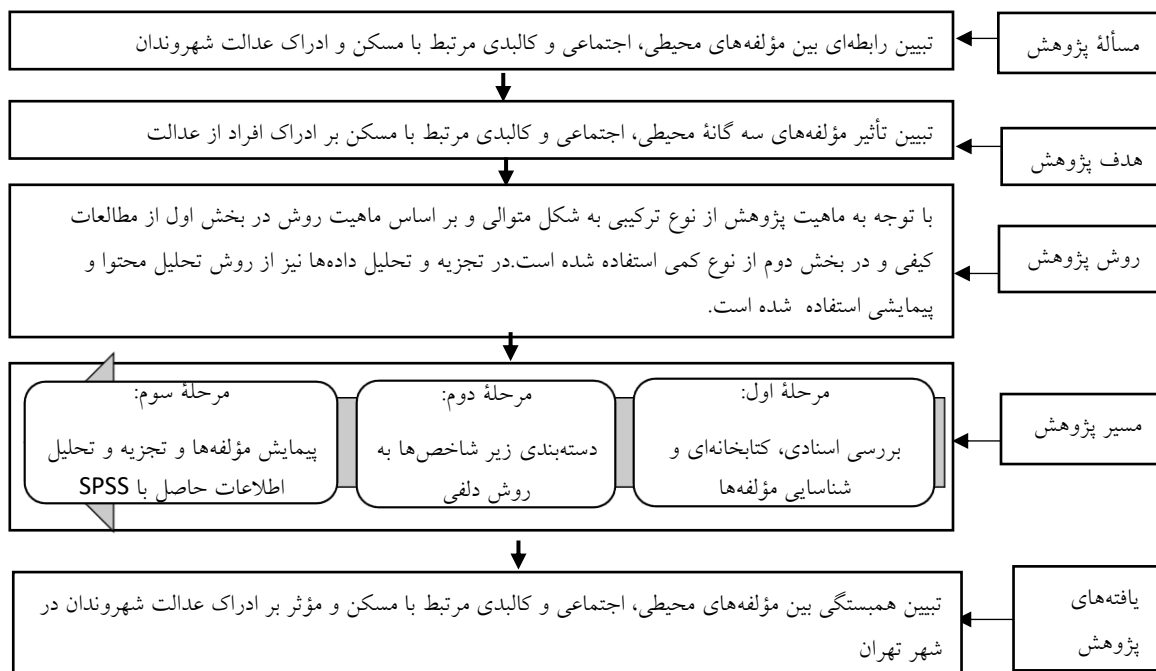 مسألهٔ پژوهش
تبیین رابطه‌ای بین مؤلفه‌های محیطی، اجتماعی و کالبدی مرتبط با مسکن و ادراک عدالت شهروندان
هدف پژوهش
تبیین تأثیر مؤلفه‌های سه گانهٔ محیطی، اجتماعی و کالبدی مرتبط با مسکن بر ادراک افراد از عدالت
روش پژوهش
با توجه به ماهیت پژوهش از نوع ترکیبی به شکل متوالی و بر اساس ماهیت روش در بخش اول از مطالعات
کیفی و در بخش دوم از نوع کمی استفاده شده است.در تجزیه و تحلیل داده‌ها نیز از روش تحلیل محتوا و
پیمایشی استفاده شده است.
مسیر پژوهش
مرحلهٔ اول:
بررسی اسنادی، کتابخانه‌ای و
شناسایی مؤلفه‌ها
مرحلهٔ دوم:
دسته‌بندی زیر شاخص‌ها به
روش دلفی
مرحلهٔ سوم:
پیمایش مؤلفه‌ها و تجزیه و تحلیل
اطلاعات حاصل با SPSS
یافته‌های
پژوهش
تبیین همبستگی بین مؤلفه‌های محیطی، اجتماعی و کالبدی مرتبط با مسکن و مؤثر بر ادراک عدالت شهروندان در
شهر تهران